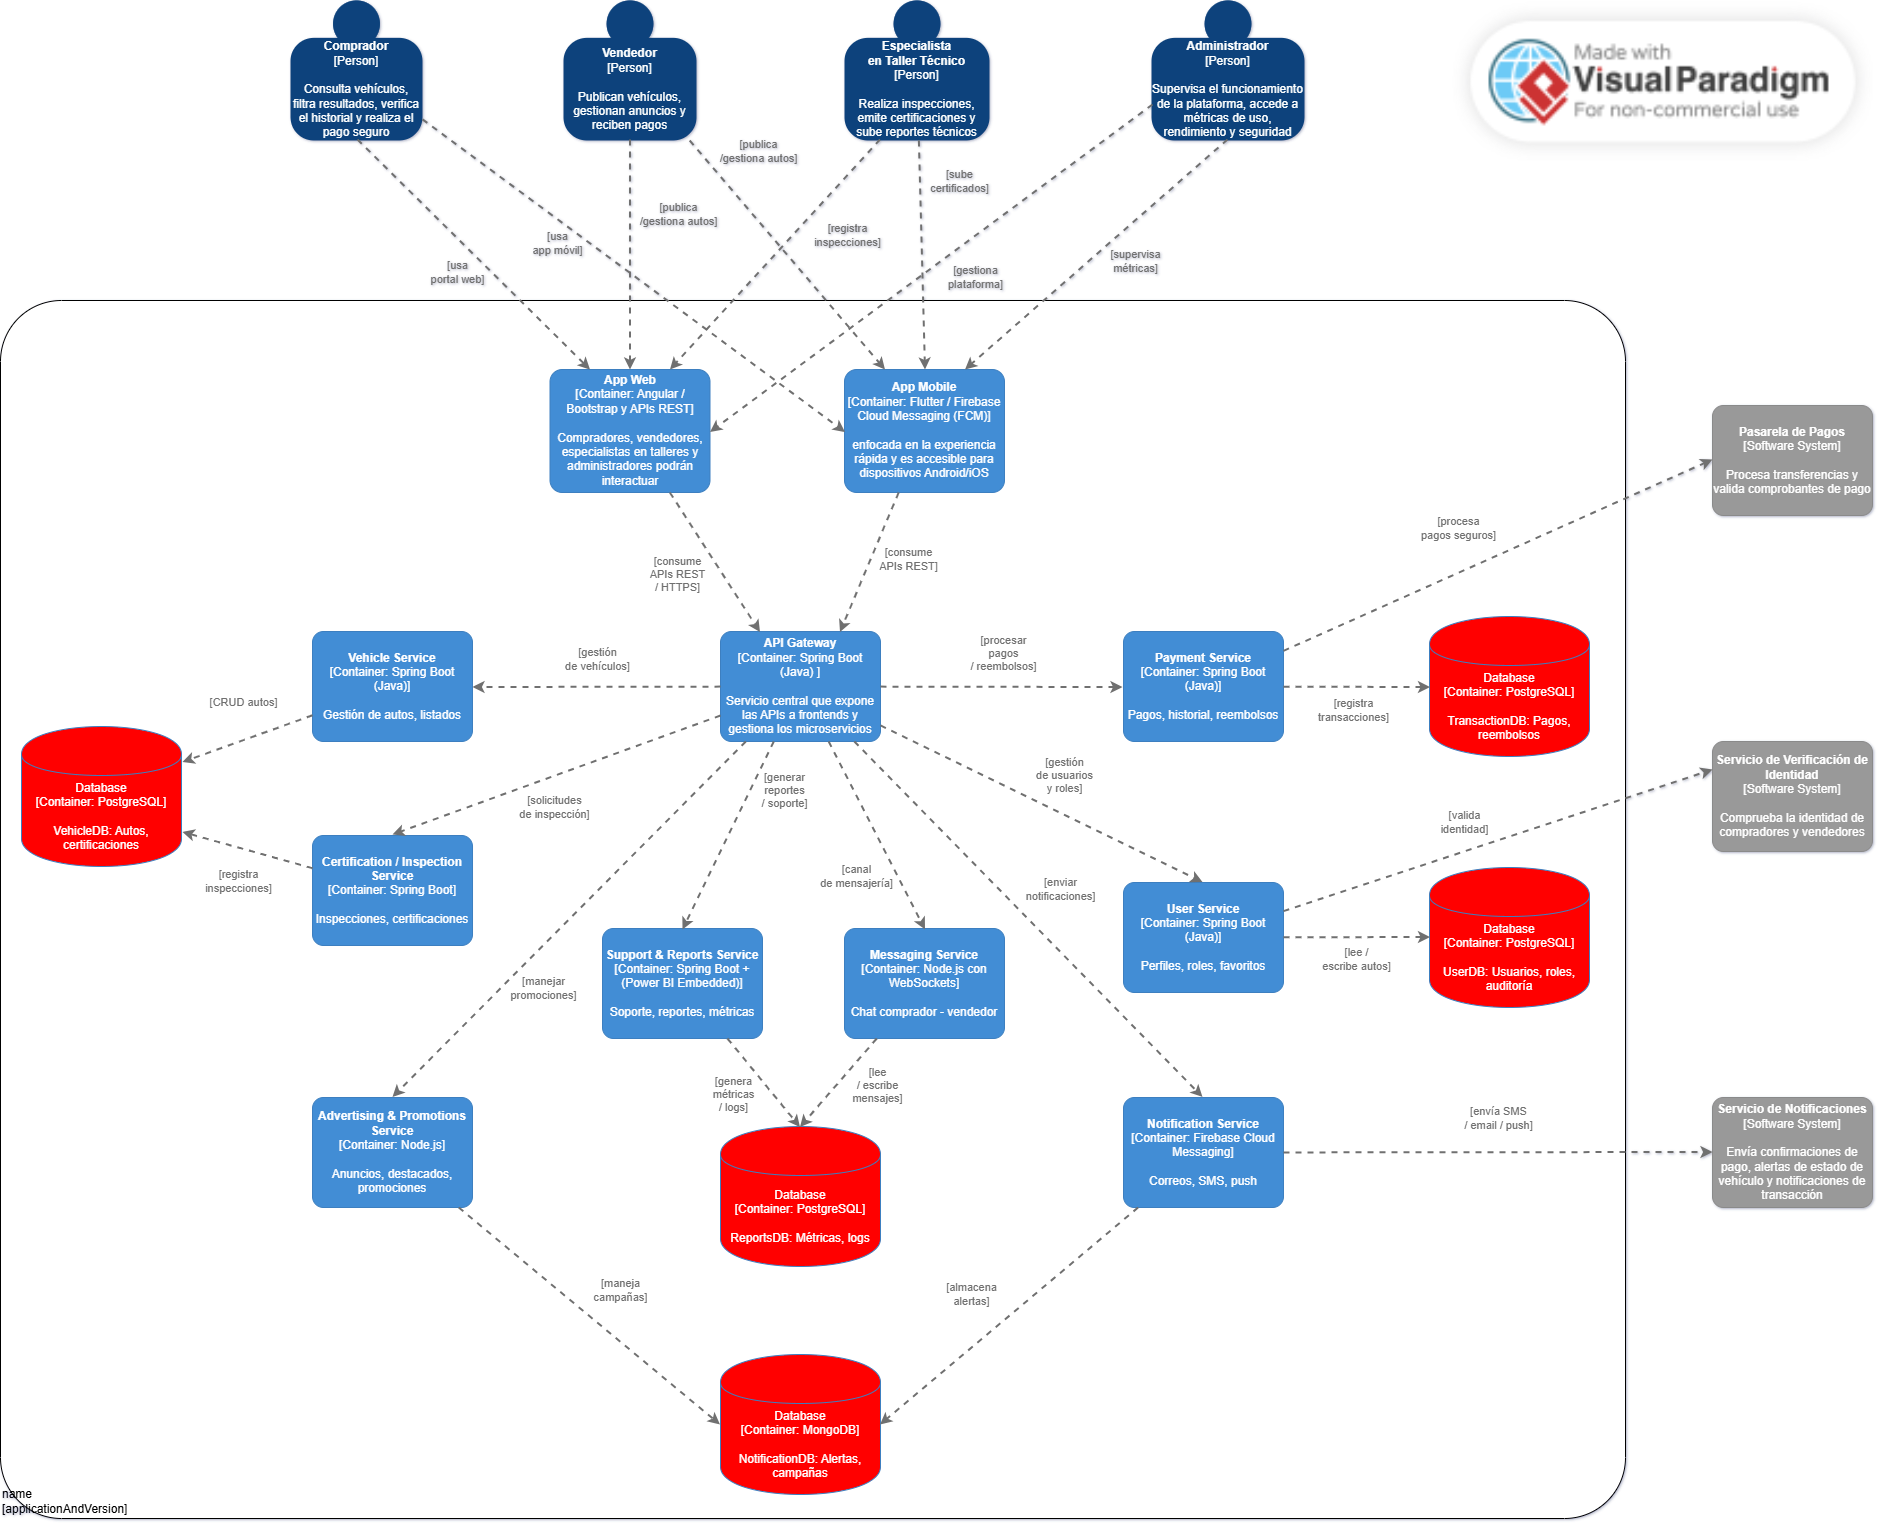 Comprador
[Person]
Consulta vehículos,
filtra resultados, verifica
el historial y realiza el
pago seguro
Vendedor
[Person]
Publican vehículos,
gestionan anuncios y
reciben pagos
Especialista
en Taller Técnico
[Person]
Realiza inspecciones,
emite certificaciones y
sube reportes técnicos
Administrador
[Person]
Supervisa el funcionamiento
de la plataforma, accede a
métricas de uso,
rendimiento y seguridad
Made with
Visual Paradigm
For non-commercial use
[publica
/gestiona autos]
[sube
certificados]
[publica
/gestiona autos]
[usa
app móvil]
[registra
inspecciones]
[usa
portal web]
[gestiona
plataforma]
[supervisa
métricas]
App Web
[Container: Angular /
Bootstrap y APIs REST]
Compradores, vendedores,
especialistas en talleres y
administradores podrán
interactuar
App Mobile
[Container: Flutter / Firebase
Cloud Messaging (FCM)]
enfocada en la experiencia
rápida y es accesible para
dispositivos Android/iOS
Pasarela de Pagos
[Software System]
Procesa transferencias y
valida comprobantes de pago
[procesa
pagos seguros]
[consume
APIs REST
/ HTTPS]
[consume
APIs REST]
Vehicle Service
[Container: Spring Boot
(Java)]
Gestión de autos, listados
[gestión
de vehículos]
API Gateway
[Container: Spring Boot
(Java) ]
Servicio central que expone
las APIs a frontends y
gestiona los microservicios
[procesar
pagos
/ reembolsos]
Payment Service
[Container: Spring Boot
(Java)]
Pagos, historial, reembolsos
[registra
transacciones]
Database
[Container: PostgreSQL]
TransactionDB: Pagos,
reembolsos
[CRUD autos]
Database
[Container: PostgreSQL]
VehicleDB: Autos,
certificaciones
[registra
inspecciones]
[solicitudes
de inspección]
[generar
reportes
/ soporte]
[gestión
de usuarios
y roles]
Servicio de Verificación de
Identidad
[Software System]
Comprueba la identidad de
compradores y vendedores
[valida
identidad]
Certification / Inspection
Service
[Container: Spring Boot]
Inspecciones, certificaciones
[canal
de mensajería]
[enviar
notificaciones]
User Service
[Container: Spring Boot
(Java)]
Perfiles, roles, favoritos
[lee /
escribe autos]
Database
[Container: PostgreSQL]
UserDB: Usuarios, roles,
auditoría
[manejar
promociones]
Support & Reports Service
[Container: Spring Boot +
(Power BI Embedded)]
Soporte, reportes, métricas
Messaging Service
[Container: Node.js con
WebSockets]
Chat comprador - vendedor
[genera
métricas
/ logs]
[lee
/ escribe
mensajes]
Advertising & Promotions
Service
[Container: Node.js]
Anuncios, destacados,
promociones
Database
[Container: PostgreSQL]
ReportsDB: Métricas, logs
Notification Service
[Container: Firebase Cloud
Messaging]
Correos, SMS, push
[envía SMS
/ email / push]
Servicio de Notificaciones
[Software System]
Envía confirmaciones de
pago, alertas de estado de
vehículo y notificaciones de
transacción
[maneja
campañas]
[almacena
alertas]
Database
[Container: MongoDB]
NotificationDB: Alertas,
campañas
name
[applicationAndVersion]